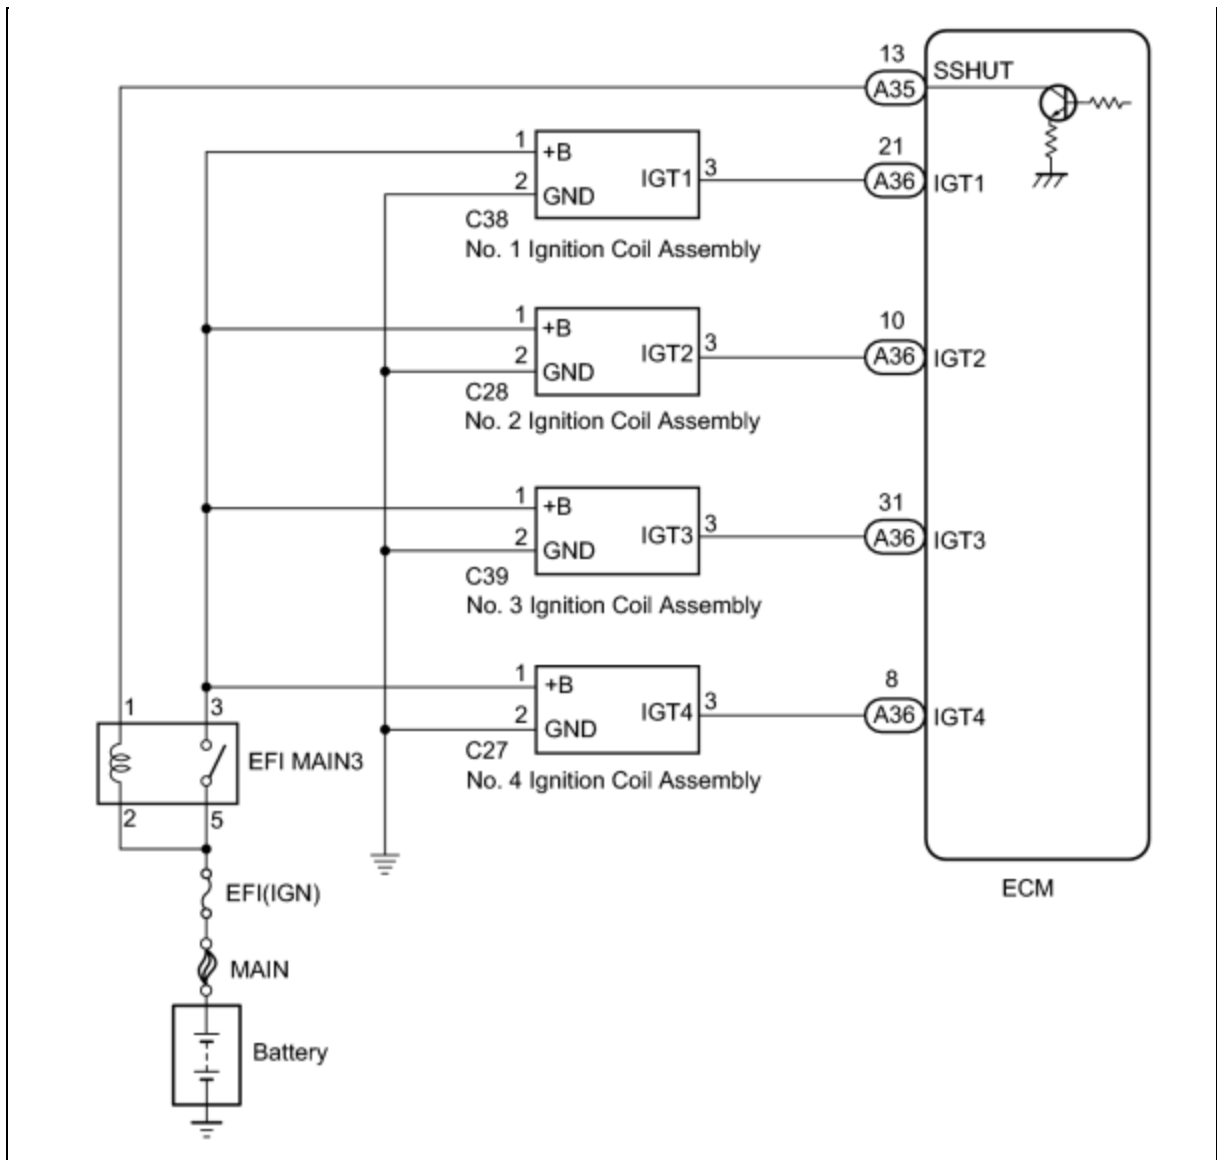 13
SSHUT
A35
1
+B
21
IGT1
3
A36
IGT1
2
GND
C38
No. 1 Ignition Coil Assembly
1
+B
10
IGT2
3
A36
IGT2
2
GND
C28
No. 2 Ignition Coil Assembly
1
+B
31
IGT3
3
A36
IGT3
2
GND
C39
No. 3 Ignition Coil Assembly
1
+B
8
IGT4
3
A36
IGT4
2
GND
C27
No. 4 Ignition Coil Assembly
1
3
EFI MAIN3
2
5
EFI(IGN)
ECM
MAIN
Battery